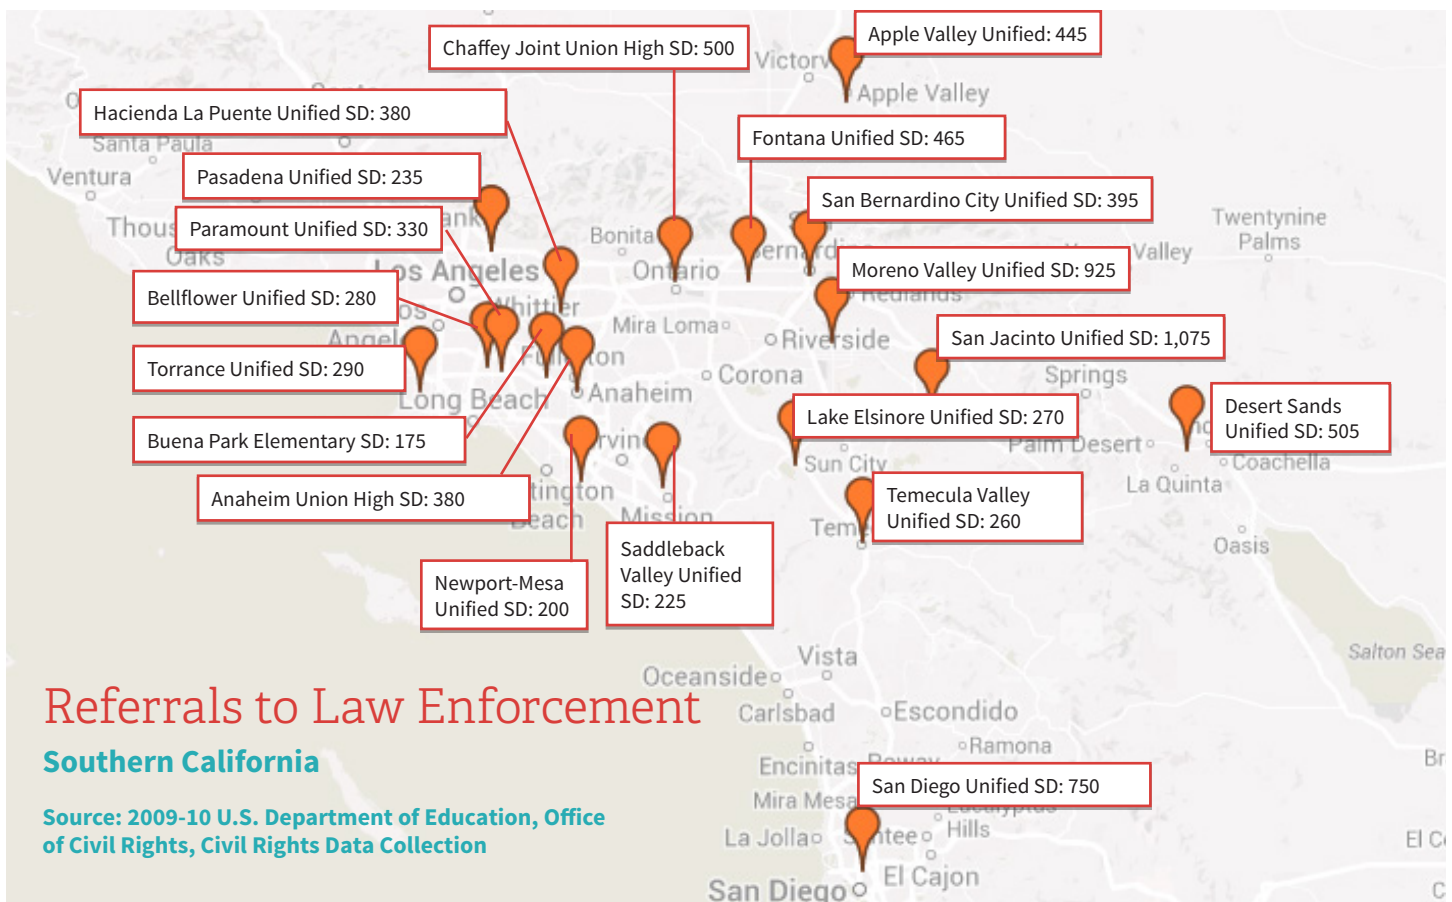 Chaffey Joint Union High SD: 500
Apple Valley Unified: 445
Apple Valley
Hacienda La Puente Unified SD: 380
Fontana Unified SD: 465
Santa Paula
Ventura
Pasadena Unified SD: 235
San Bernardino City Unified SD: 395
Paramount Unified SD: 330
Oaks
Bonita
Twentynine
Palms
Valley
Los Angeles
Ontario
Moreno Valley Unified SD: 925
Redlands
Bellflower Unified SD: 280
Whittier
Mira Loma
Riverside
San Jacinto Unified SD: 1,075
Torrance Unified SD: 290
Corona
Springs
Long Beach
Anaheim
Lake Elsinore Unified SD: 270
Desert Sands
Unified SD: 505
Buena Park Elementary SD: 175
Palm Desert
Sun City
Coachella
La Quinta
Anaheim Union High SD: 380
Temecula Valley
Unified SD: 260
Beach
Mission
Oasis
Saddleback
Valley Unified
SD: 225
Newport-Mesa
Unified SD: 200
Vista
Oceanside
Salton Sea
Carlsbad
Escondido
Ramona
Encinitas
Poway
Referrals to Law Enforcement
Southern California
San Diego Unified SD: 750
Mira Mesa
Eucalyptus
Hills
La Jolla
Source: 2009-10 U.S. Department of Education, Office
of Civil Rights, Civil Rights Data Collection
El Cajon
San Diego